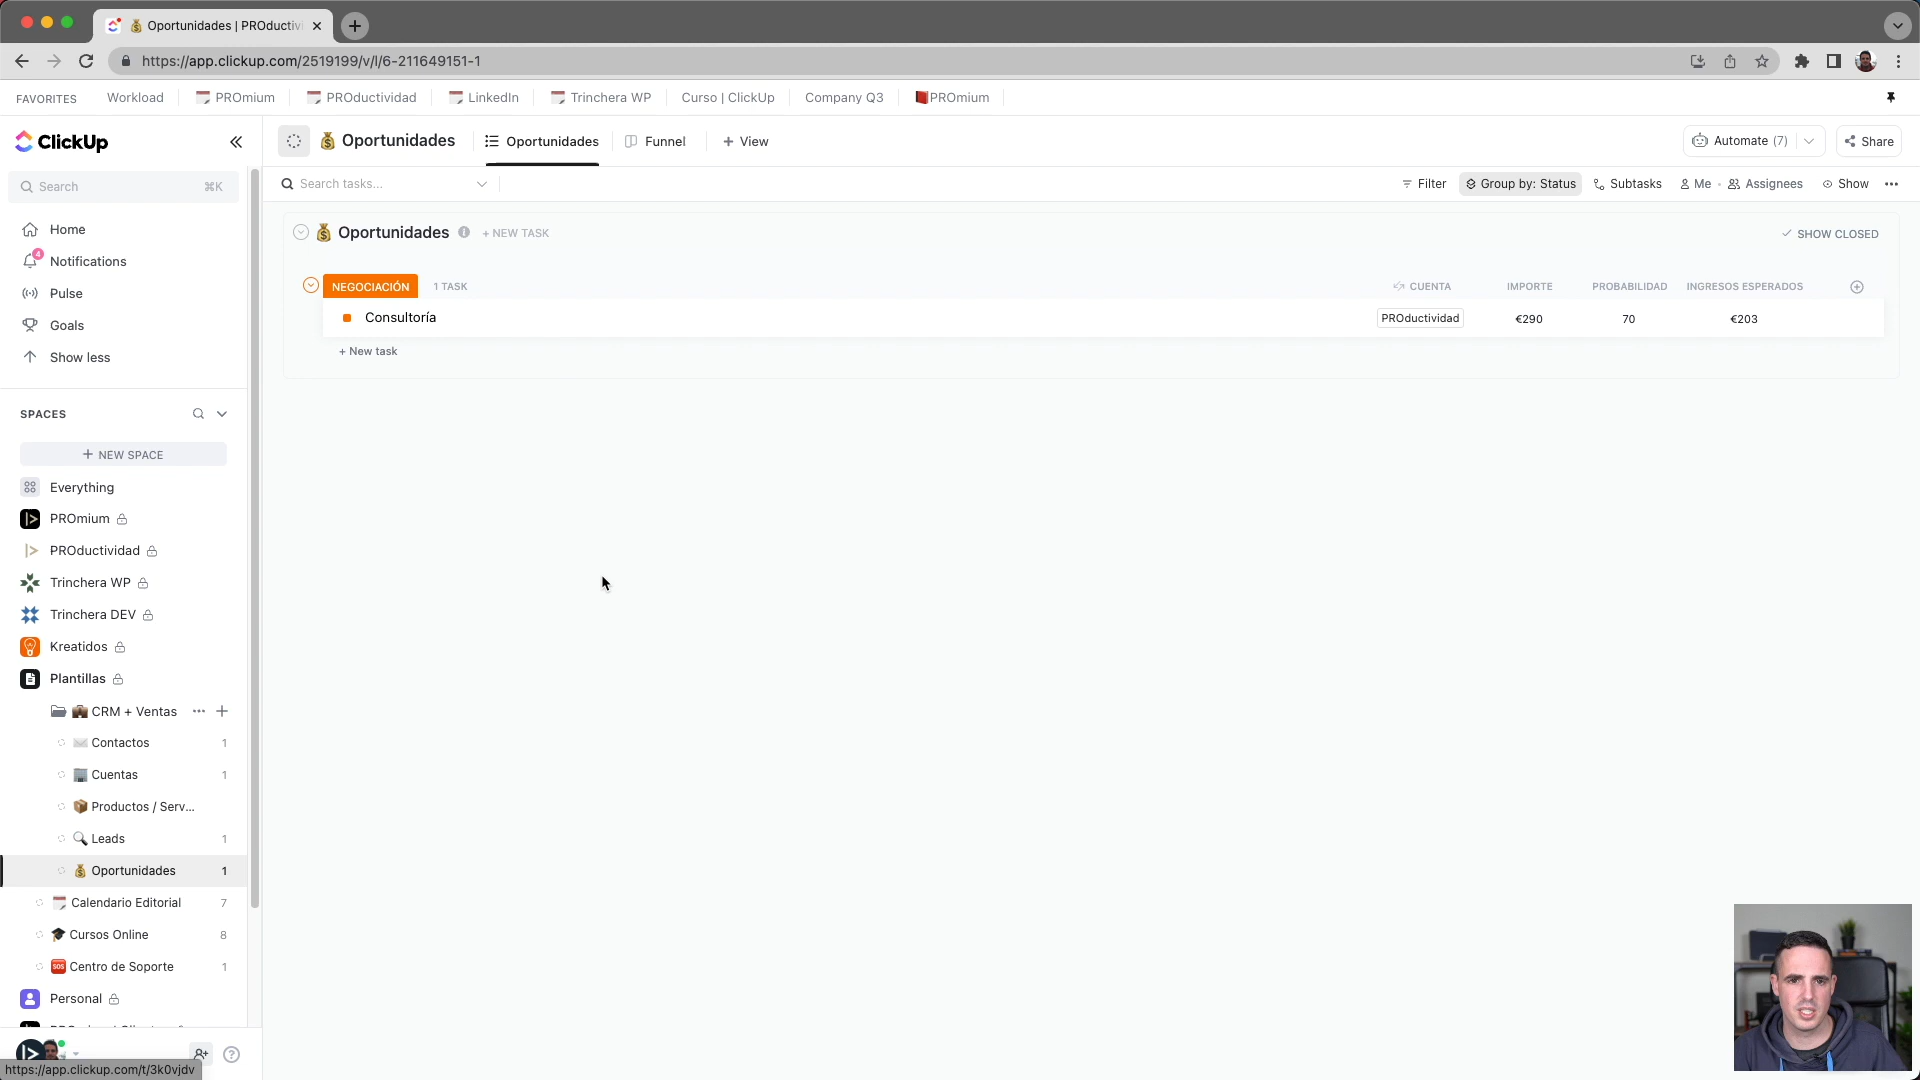 Oportunidades | PROductivi
https://app.clickup.com/2519199/v/l/6-211649151-1
FAVORITES Workload PROmium PROductividad LinkedIn Trinchera WP Curso | ClickUp Company Q3 PROmium
ClickUp
Oportunidades Oportunidades Funnel + View Automate (7) Share
Search ⌘K
Search tasks... Filter Group by: Status Subtasks Me Assignees Show
Home
Notifications 4
Pulse
Goals
Show less
Oportunidades + NEW TASK SHOW CLOSED
NEGOCIACIÓN 1 TASK CUENTA IMPORTE PROBABILIDAD INGRESOS ESPERADOS
Consultoría PROductividad €290 70 €203
+ New task
SPACES
+ NEW SPACE
Everything
PROmium
PROductividad
Trinchera WP
Trinchera DEV
Kreatidos
Plantillas
CRM + Ventas
Contactos 1
Cuentas 1
Productos / Serv...
Leads 1
Oportunidades 1
Calendario Editorial 7
Cursos Online 8
SOS Centro de Soporte 1
Personal
https://app.clickup.com/t/3k0vjdv